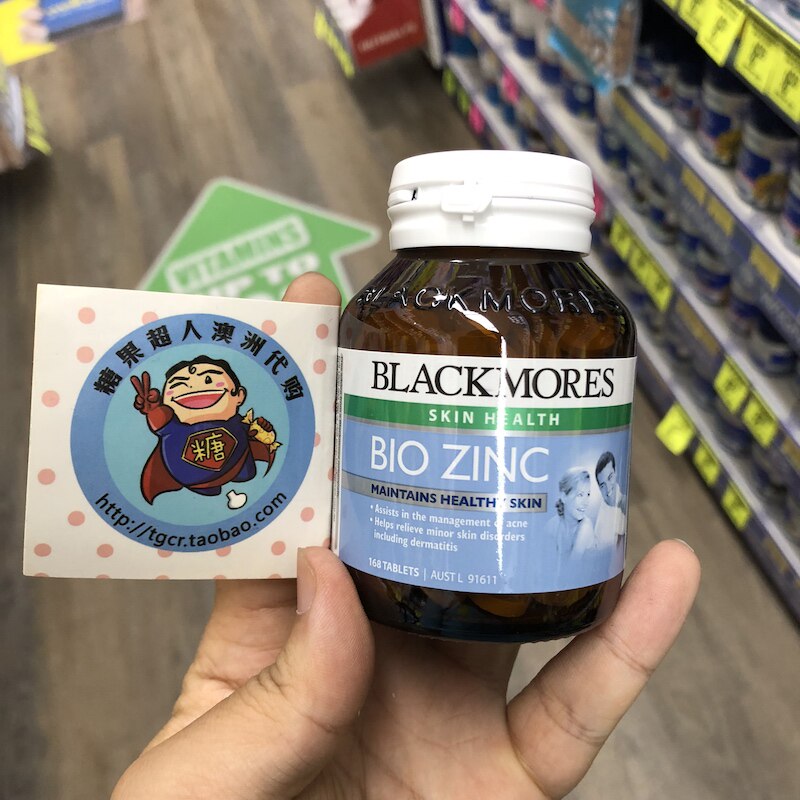 VITAMINS
UP TO
糖果超人澳洲代购
糖
http://tgcr.taobao.com
BLACKMORES
BLACKMORES
SKIN HEALTH
BIO ZINC
MAINTAINS HEALTHY SKIN
• Assists in the management of acne
• Helps relieve minor skin disorders
including dermatitis
168 TABLETS | AUST L 91611